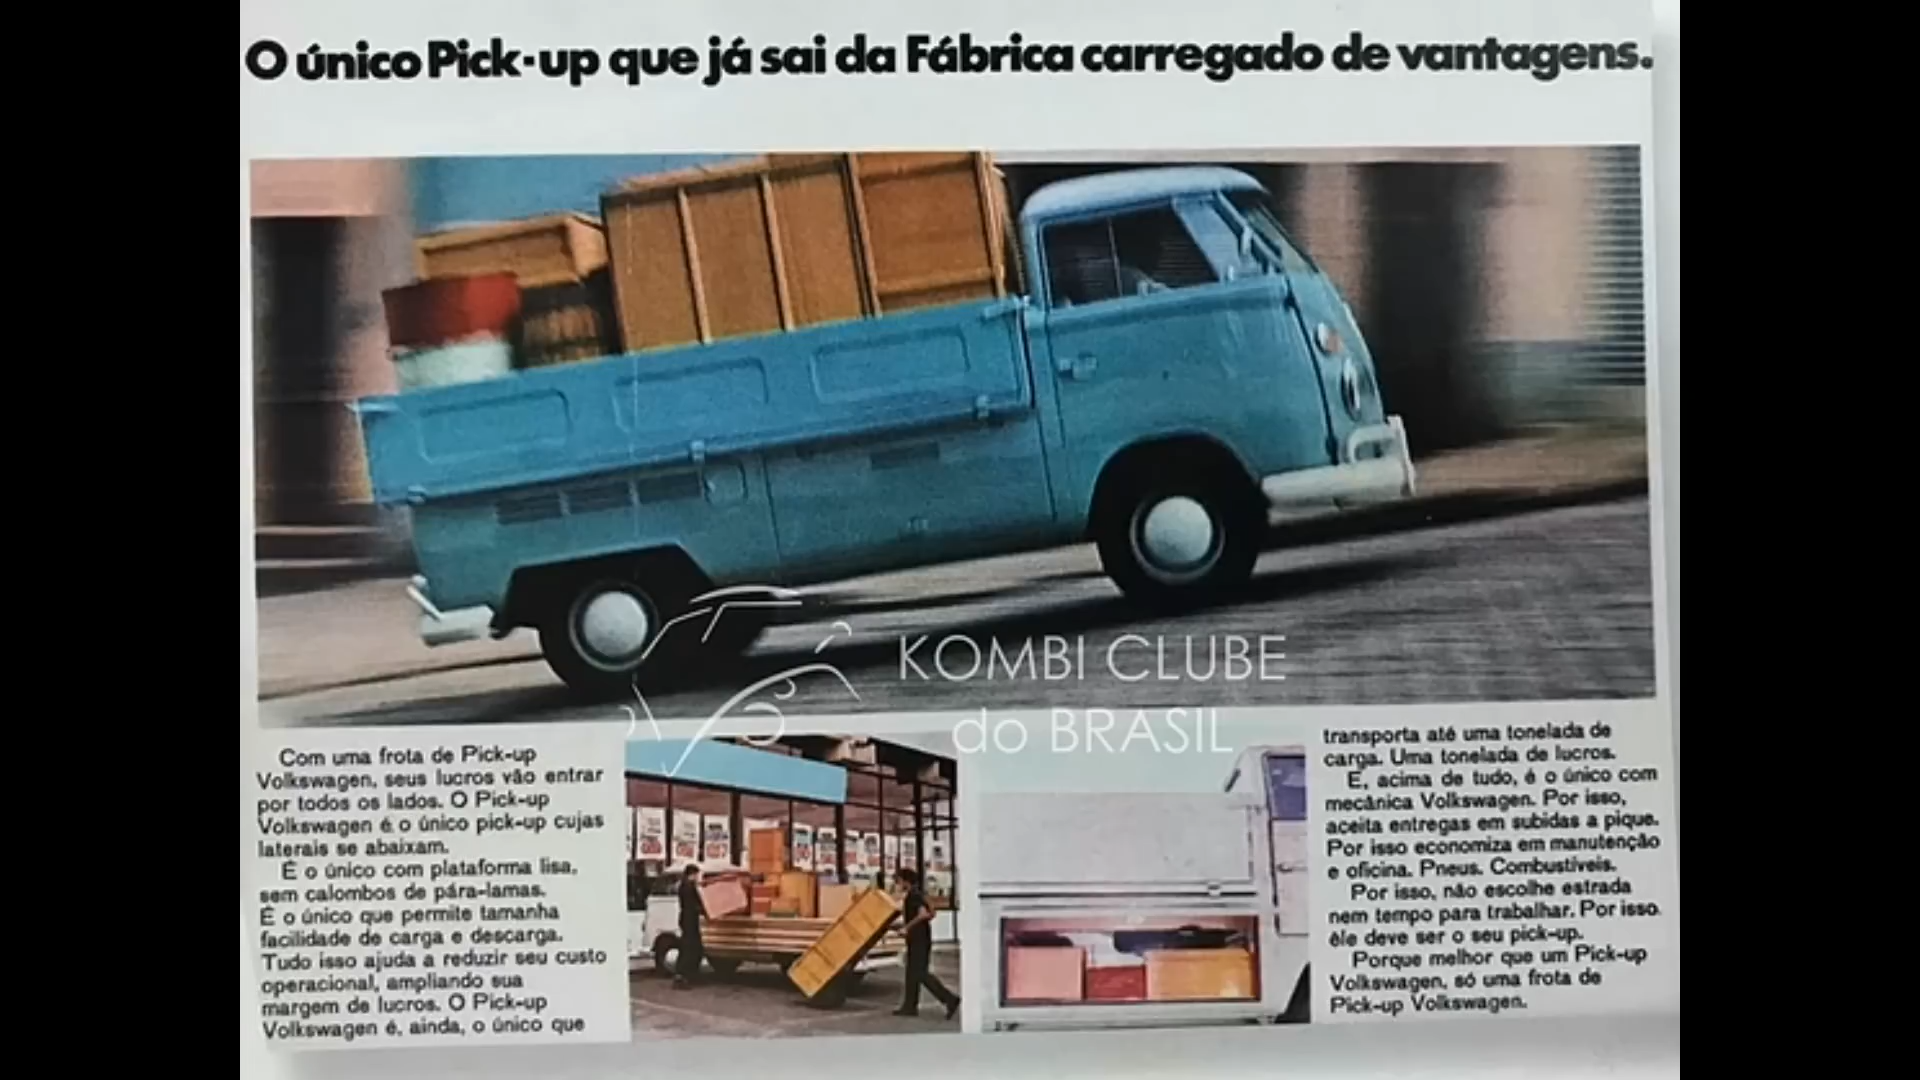 O único Pick-up que já sai da Fábrica carregado de vantagens.
KOMBI CLUBE
do BRASIL
Com uma frota de Pick-up
Volkswagen, seus lucros vão entrar
por todos os lados. O Pick-up
Volkswagen é o único pick-up cujas
laterais se abaixam.
É o único com plataforma lisa,
sem calombos de pára-lamas.
É o único que permite tamanha
facilidade de carga e descarga.
Tudo isso ajuda a reduzir seu custo
operacional, ampliando sua
margem de lucros. O Pick-up
Volkswagen é, ainda, o único que
transporta até uma tonelada de
carga. Uma tonelada de lucros.
E, acima de tudo, é o único com
mecânica Volkswagen. Por isso,
aceita entregas em subidas a pique.
Por isso economiza em manutenção
e oficina. Pneus. Combustíveis.
Por isso, não escolhe estrada
nem tempo para trabalhar. Por isso
êle deve ser o seu pick-up.
Porque melhor que um Pick-up
Volkswagen, só uma frota de
Pick-up Volkswagen.